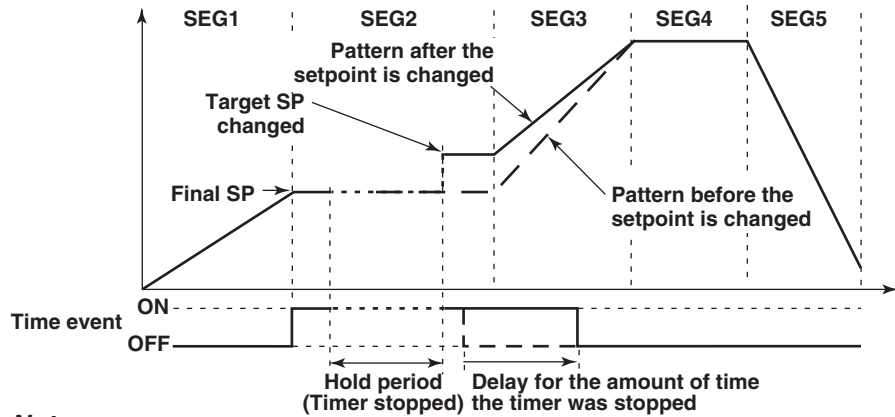 SEG1 SEG2 SEG3 SEG4 SEG5
Pattern after the
setpoint is changed
Target SP
changed
Final SP
Pattern before the
setpoint is changed
ON
Time event
OFF
Hold period
(Timer stopped)
Delay for the amount of time
the timer was stopped